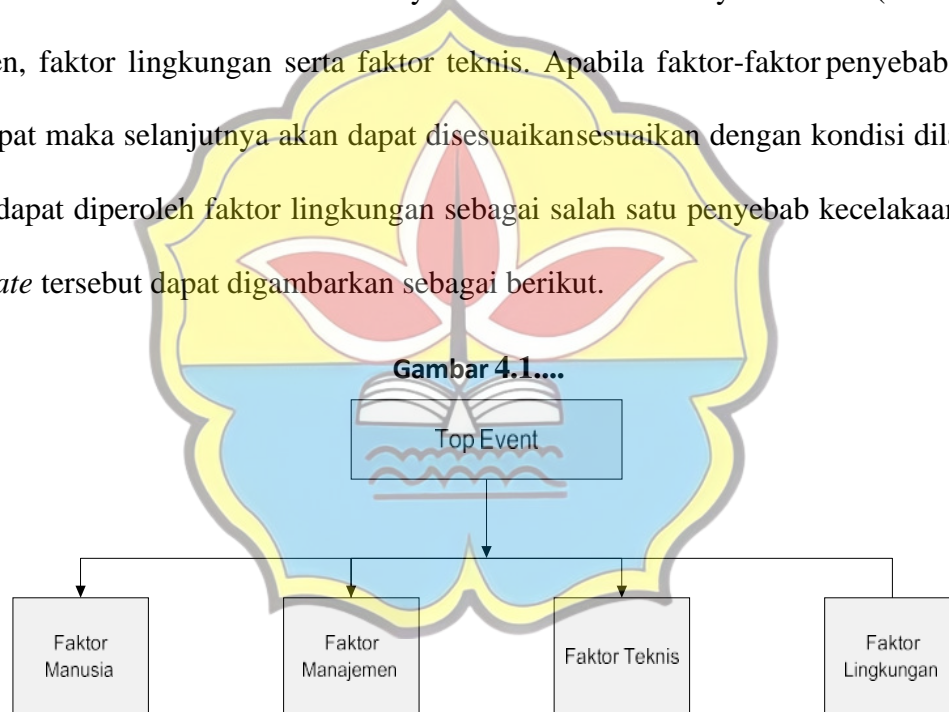 en, faktor lingkungan serta faktor teknis. Apabila faktor-faktor penyebab
pat maka selanjutnya akan dapat disesuaikansesuaikan dengan kondisi dil
dapat diperoleh faktor lingkungan sebagai salah satu penyebab kecelakaan
ate tersebut dapat digambarkan sebagai berikut.
Gambar 4.1....
Top Event
Faktor
Manusia
Faktor
Manajemen
Faktor Teknis
Faktor
Lingkungan